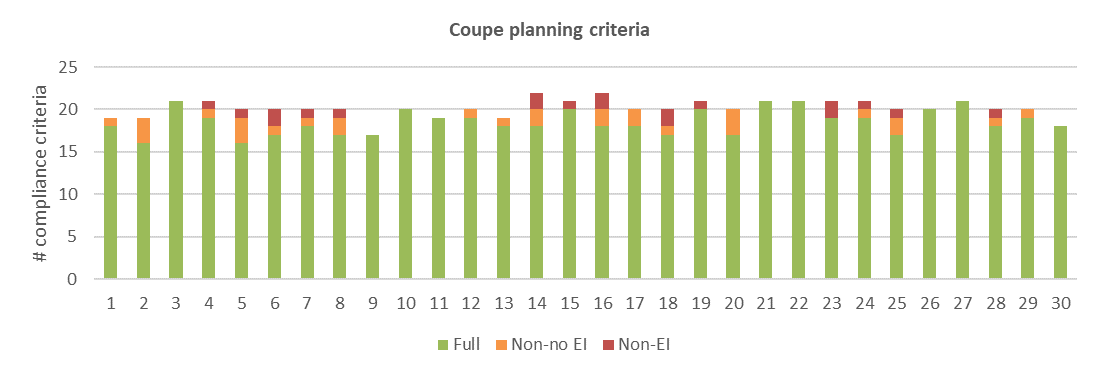 Coupe planning criteria
# compliance criteria
25
20
15
10
5
0
1 2 3 4 5 6 7 8 9 10 11 12 13 14 15 16 17 18 19 20 21 22 23 24 25 26 27 28 29 30
Full Non-no EI Non-EI